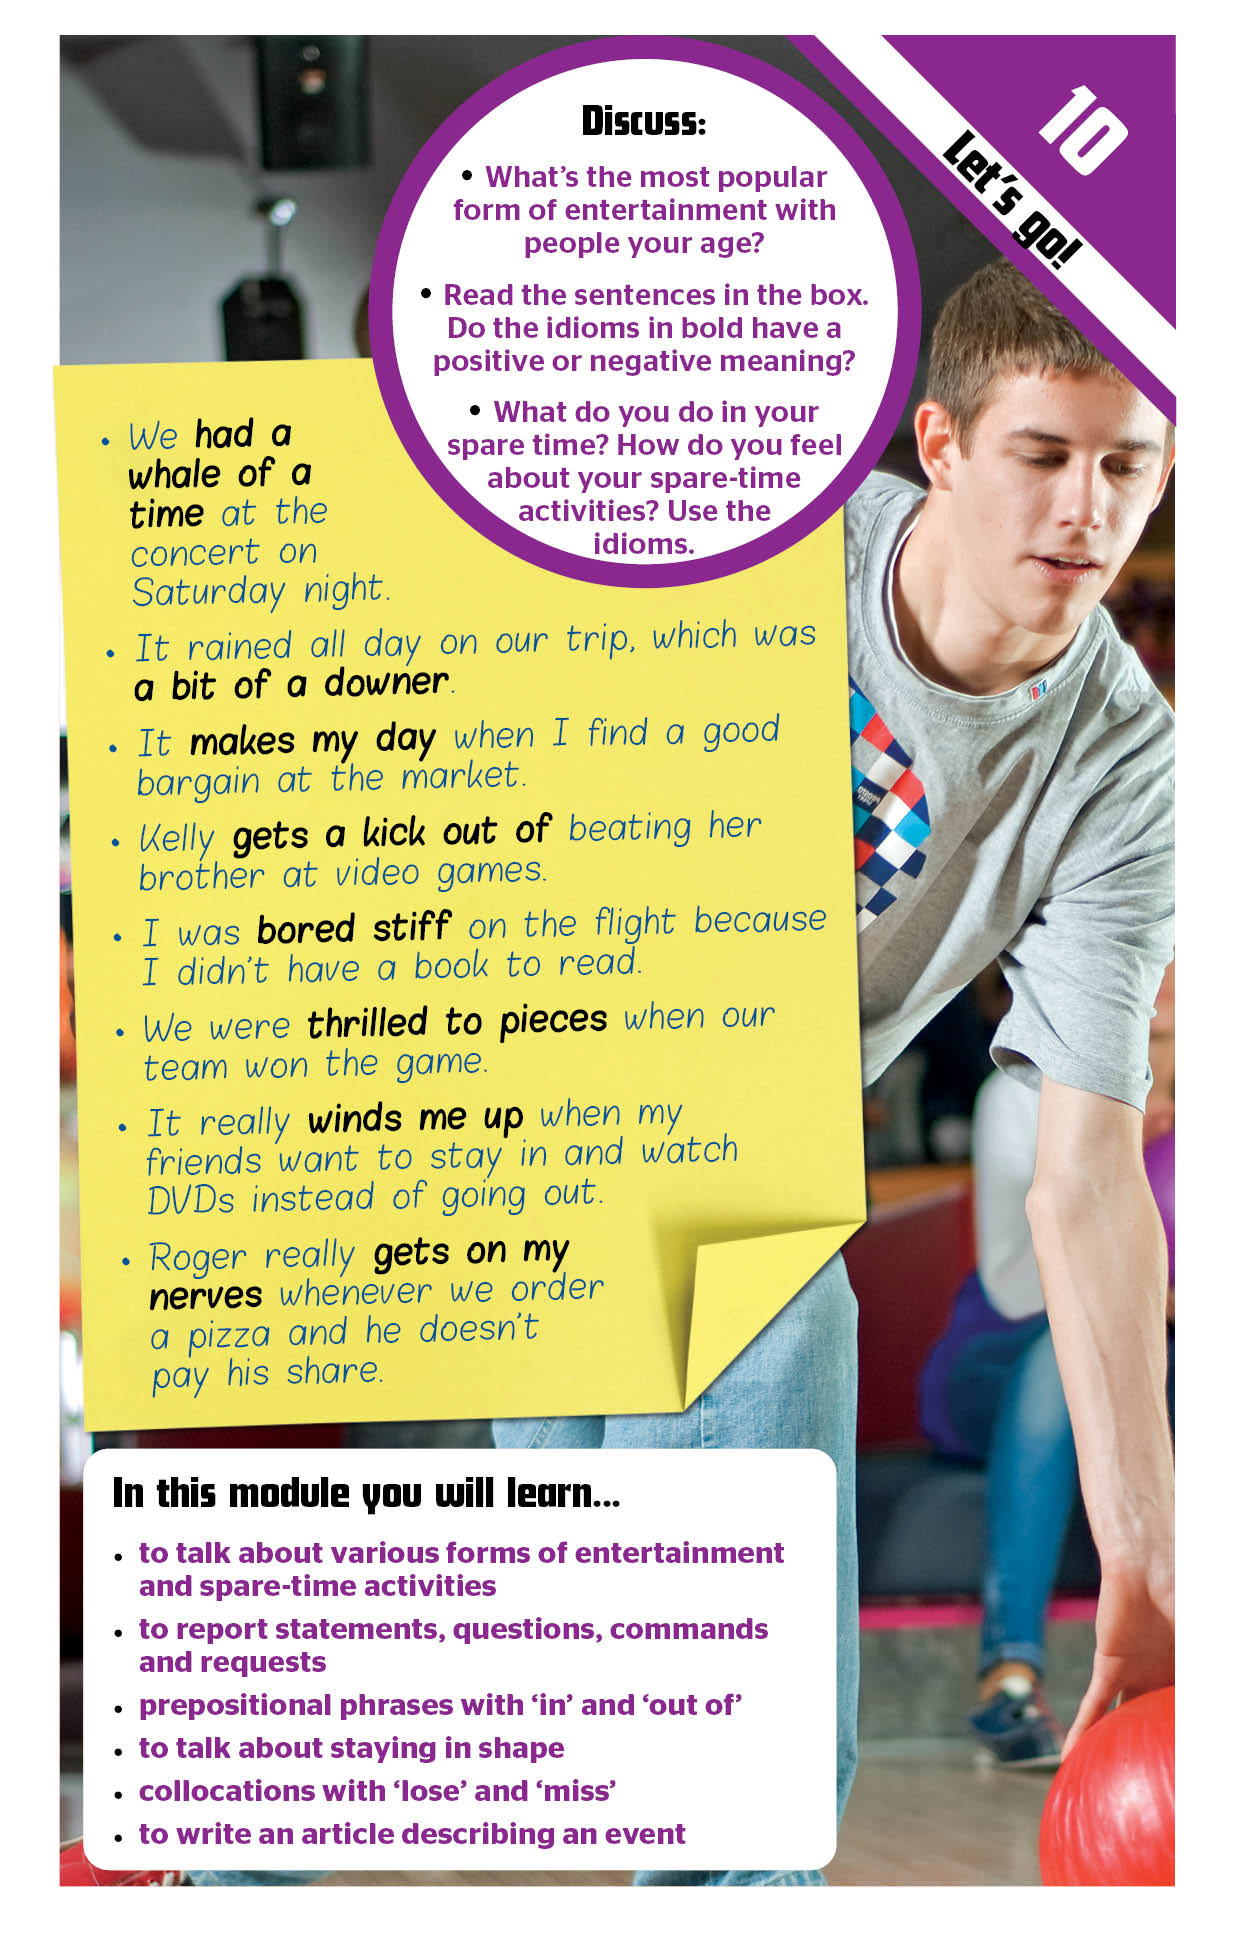 10
Let's go!
Discuss:
• What's the most popular
form of entertainment with
people your age?
• Read the sentences in the box.
Do the idioms in bold have a
positive or negative meaning?
• What do you do in your
spare time? How do you feel
about your spare-time
activities? Use the
idioms.
• We had a
whale of a
time at the
concert on
Saturday night.
• It rained all day on our trip, which was
a bit of a downer.
• It makes my day when I find a good
bargain at the market.
• Kelly gets a kick out of beating her
brother at video games.
• I was bored stiff on the flight because
I didn't have a book to read.
• We were thrilled to pieces when our
team won the game.
• It really winds me up when my
friends want to stay in and watch
DVDs instead of going out.
• Roger really gets on my
nerves whenever we order
a pizza and he doesn't
pay his share.
In this module you will learn...
• to talk about various forms of entertainment
and spare-time activities
• to report statements, questions, commands
and requests
• prepositional phrases with ‘in’ and ‘out of’
• to talk about staying in shape
• collocations with ‘lose’ and ‘miss’
• to write an article describing an event